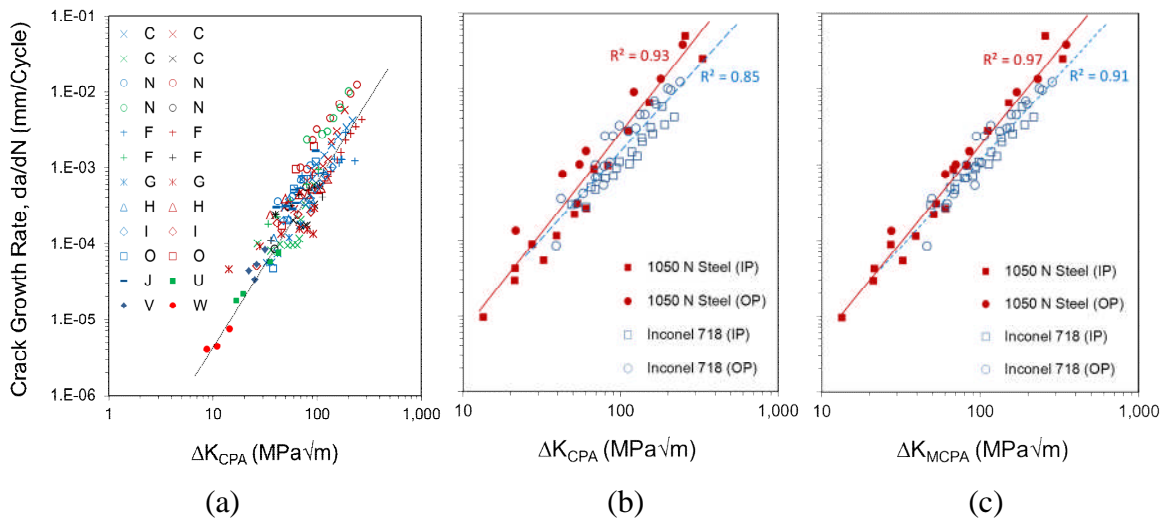 Crack Growth Rate, da/dN (mm/Cycle)
1.E-01
1.E-02
1.E-03
1.E-04
1.E-05
1.E-06
C C
C C
N N
N N
F F
F F
G G
H H
I I
O O
J U
V W
1 10 100 1,000
ΔK_CPA (MPa√m)
(a)
R² = 0.93
R² = 0.85
1050 N Steel (IP)
1050 N Steel (OP)
Inconel 718 (IP)
Inconel 718 (OP)
10 100 1,000
ΔK_CPA (MPa√m)
(b)
R² = 0.97
R² = 0.91
1050 N Steel (IP)
1050 N Steel (OP)
Inconel 718 (IP)
Inconel 718 (OP)
10 100 1,000
ΔK_MCPA (MPa√m)
(c)